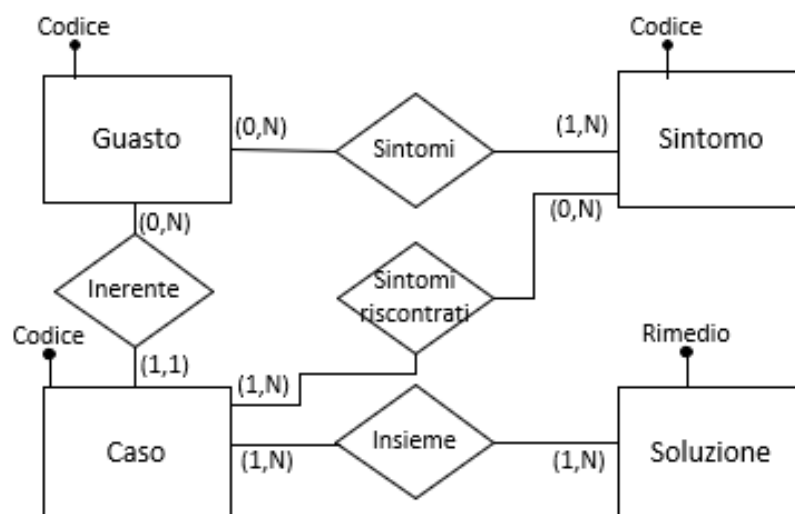 Codice
Codice
Guasto
(0,N)
Sintomi
(1,N)
Sintomo
(0,N)
(0,N)
Inerente
Sintomi
riscontrati
Codice
Rimedio
(1,1)
(1,N)
Caso
(1,N)
Insieme
(1,N)
Soluzione